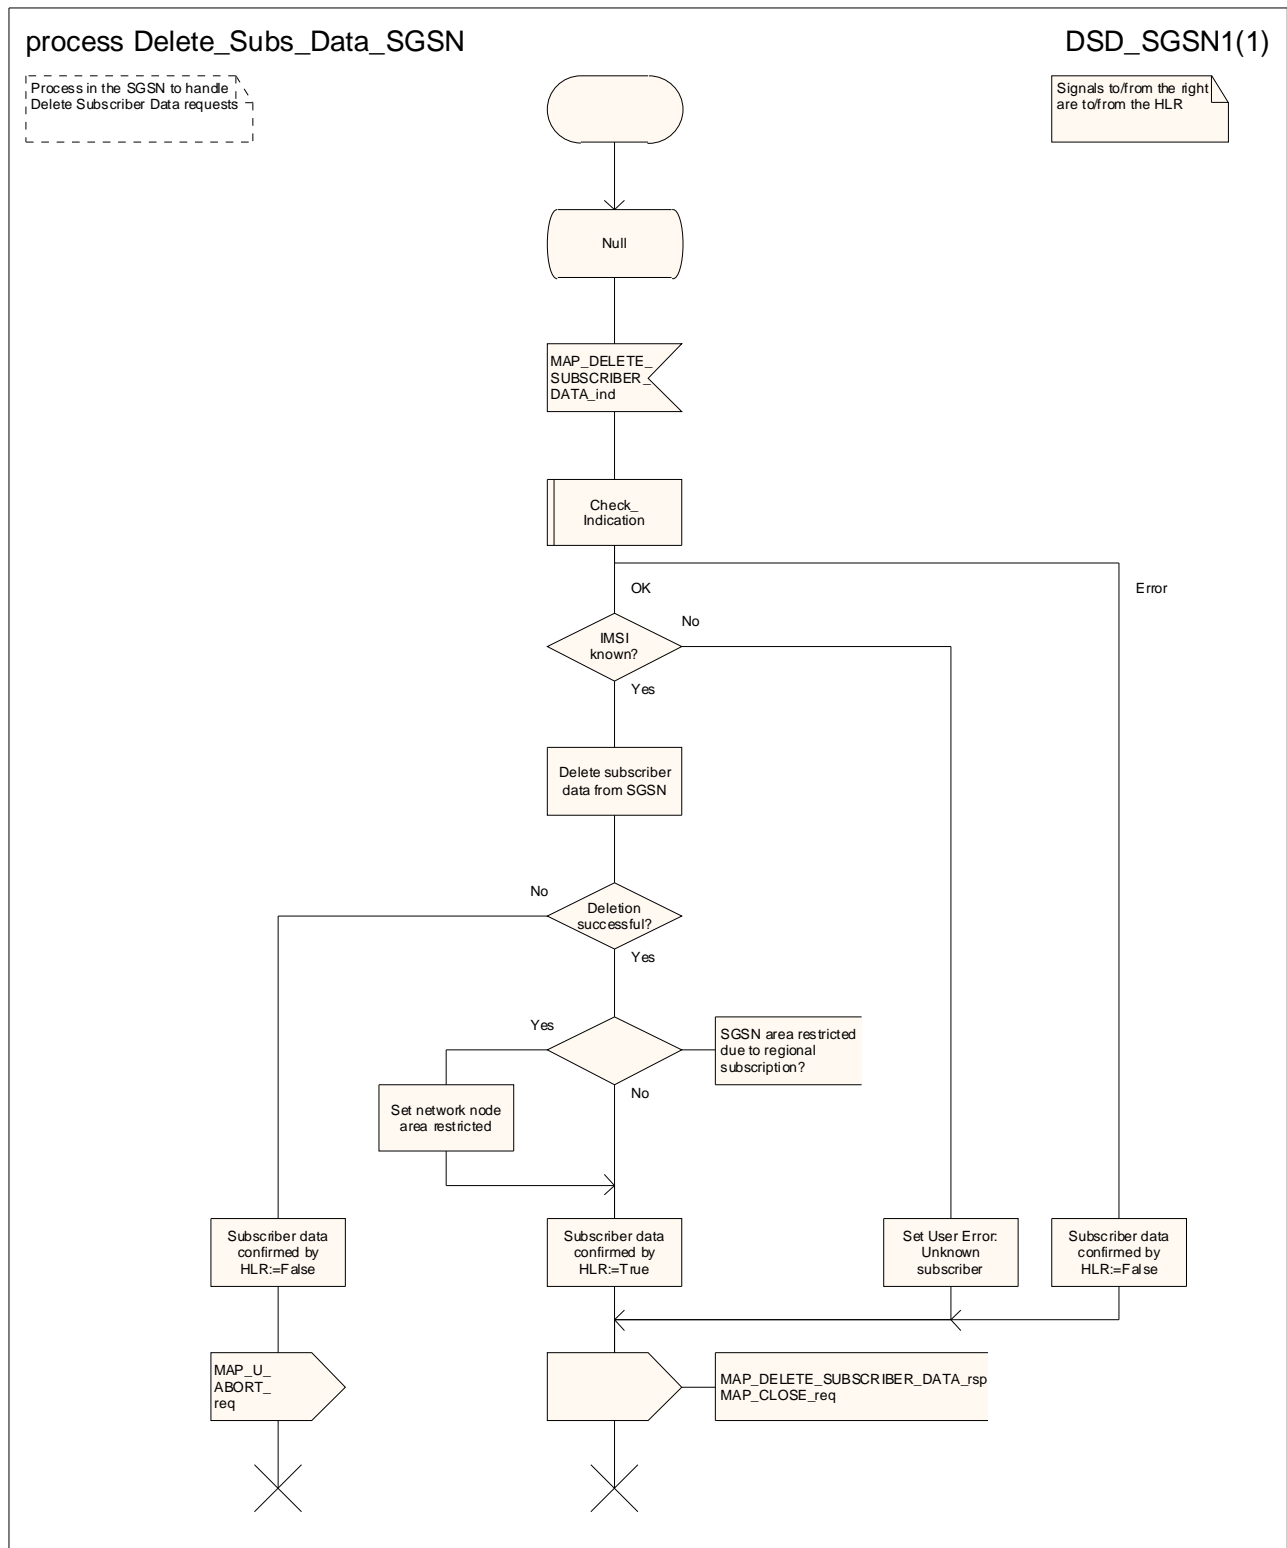 process Delete_Subs_Data_SGSN
DSD_SGSN1(1)
Process in the SGSN to handle
Delete Subscriber Data requests
Signals to/from the right
are to/from the HLR
Null
MAP_DELETE_
SUBSCRIBER_
DATA_ind
Check_
Indication
OK
Error
IMSI
known?
No
Yes
Delete subscriber
data from SGSN
No
Deletion
successful?
Yes
Yes
SGSN area restricted
due to regional
subscription?
No
Set network node
area restricted
Subscriber data
confirmed by
HLR:=False
Subscriber data
confirmed by
HLR:=True
Set User Error:
Unknown
subscriber
Subscriber data
confirmed by
HLR:=False
MAP_U_
ABORT_
req
MAP_DELETE_SUBSCRIBER_DATA_rsp
MAP_CLOSE_req